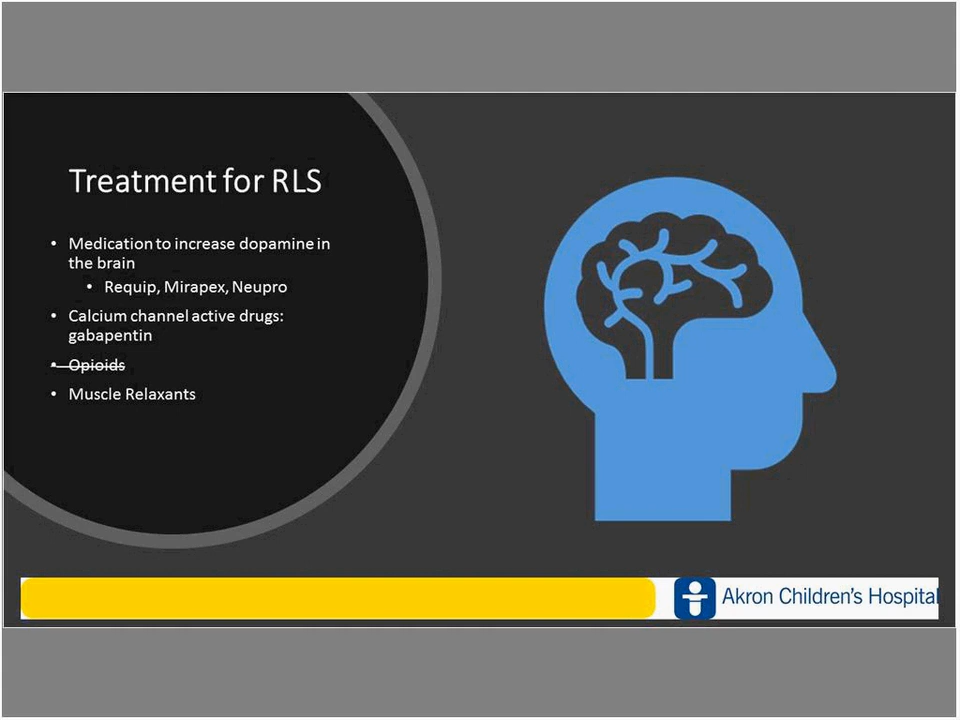 Treatment for RLS
• Medication to increase dopamine in
the brain
• Requip, Mirapex, Neupro
• Calcium channel active drugs:
gabapentin
• Opioids
• Muscle Relaxants
Akron Children's Hospital